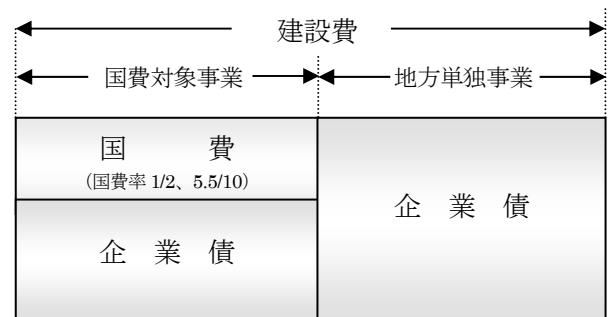 建設費
国費対象事業 地方単独事業
国 費
（国費率 1/2、5.5/10）
企 業 債
企 業 債